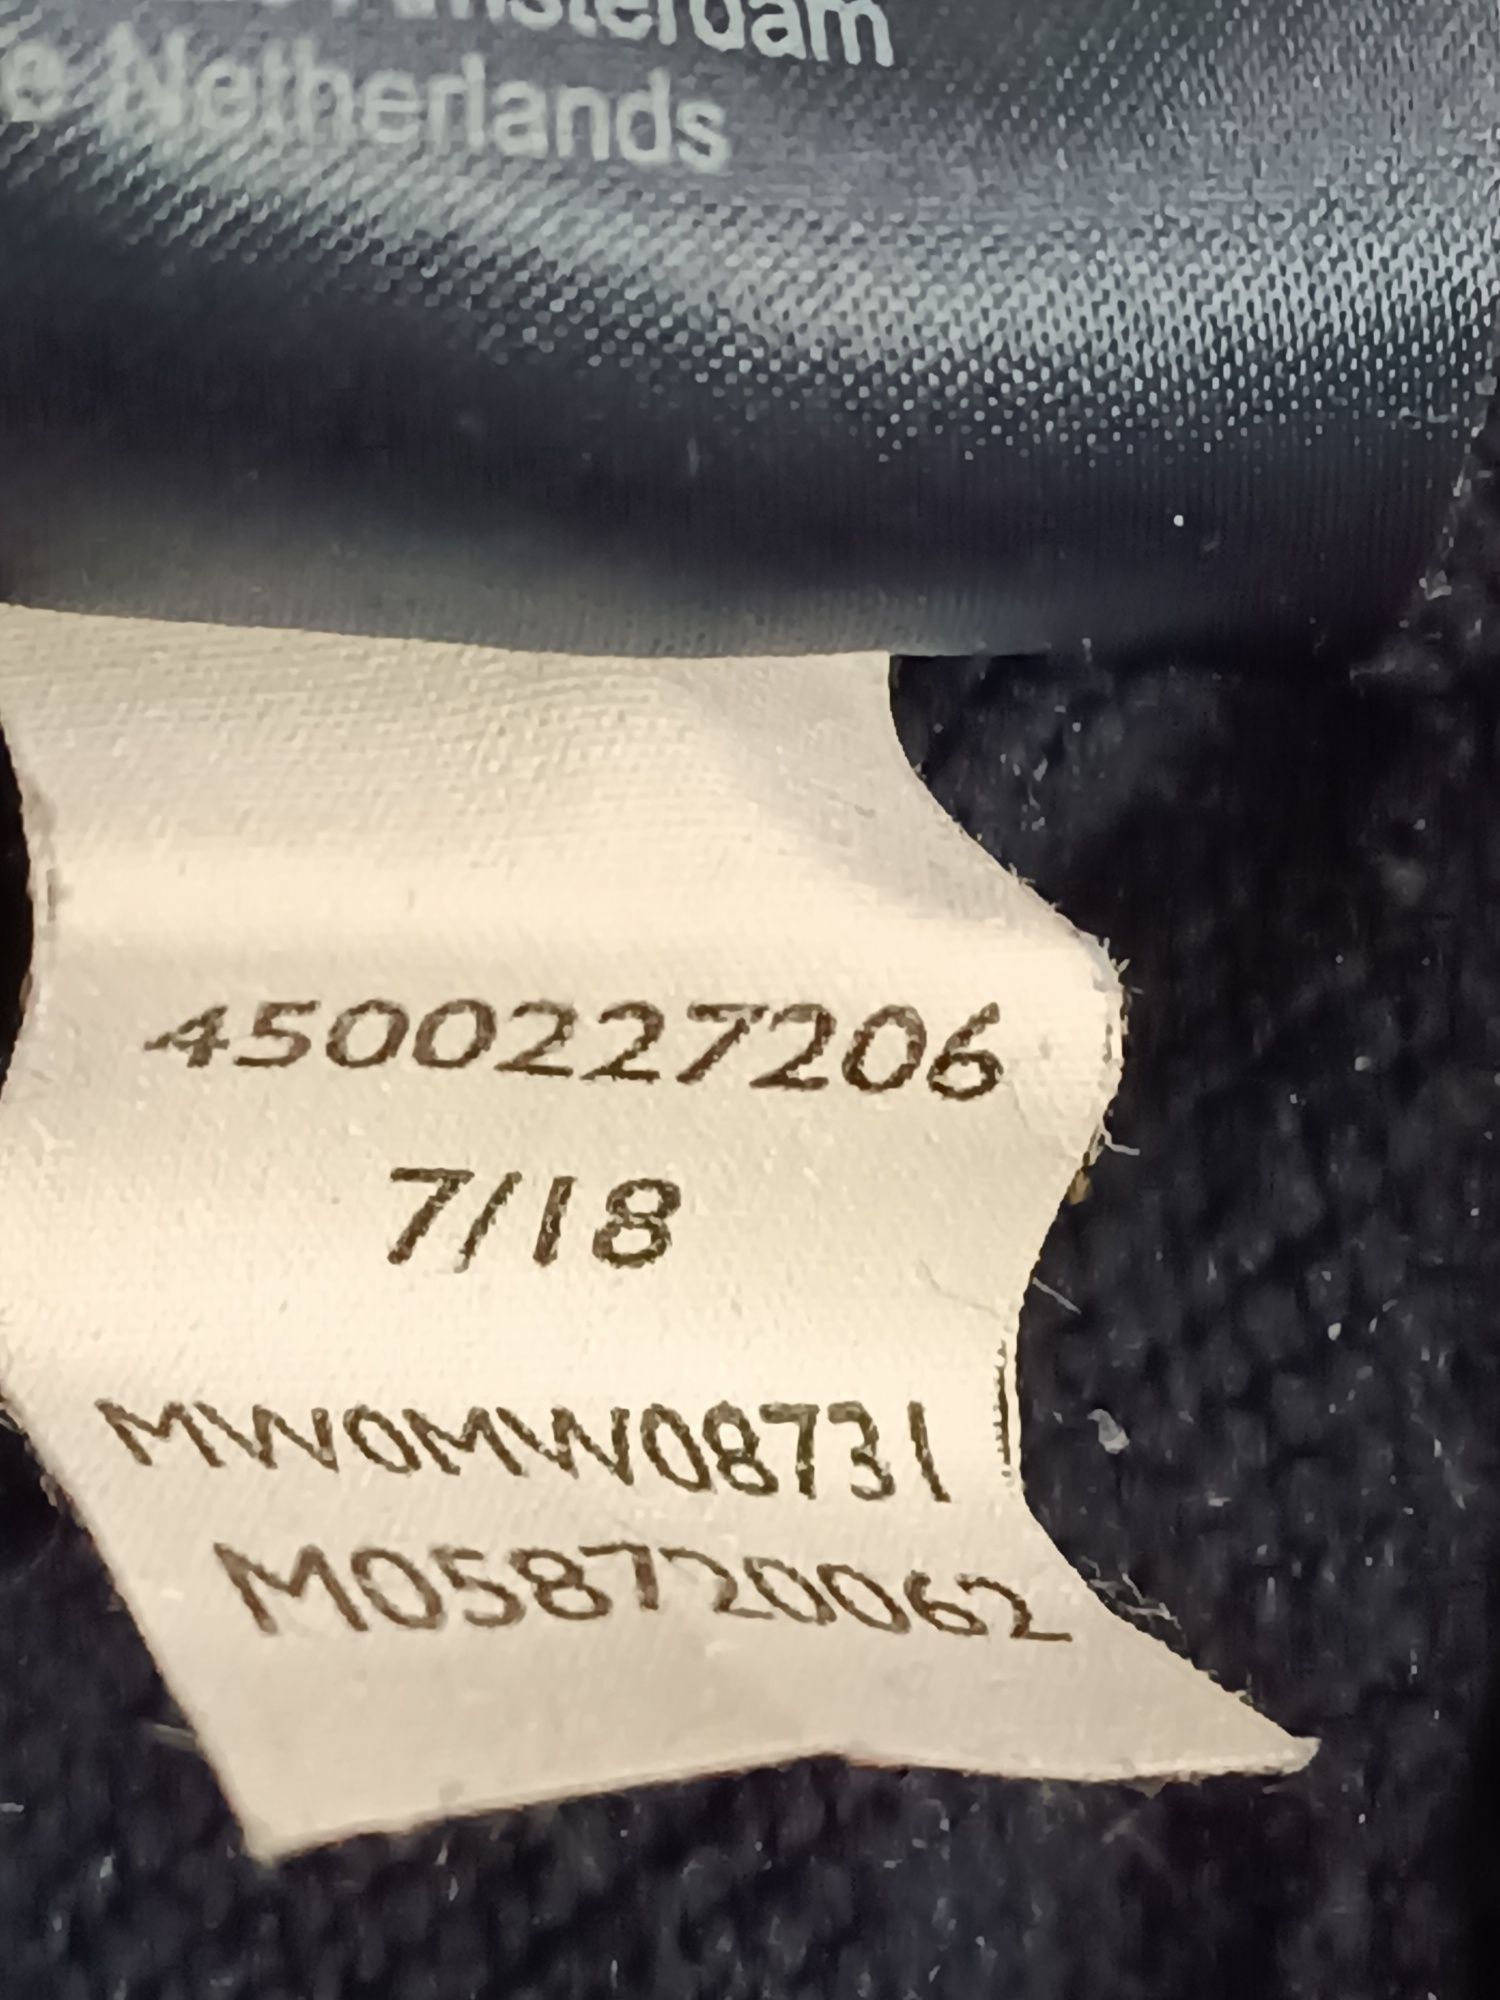 Amsterdam
e Netherlands
4500227206
7/18
MW0MW08731
M058720062